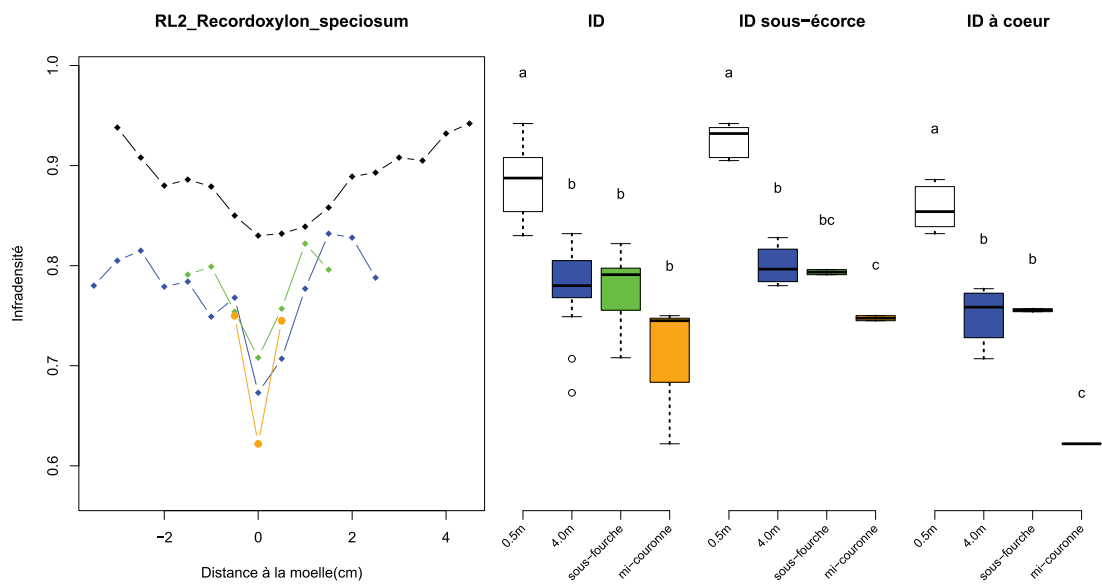 RL2_Recordoxylon_speciosum
ID
ID sous−écorce
ID à coeur
Infradensité
1.0
0.9
0.8
0.7
0.6
−2
0
2
4
Distance à la moelle(cm)
a
b
b
b
0.5m
4.0m
sous−fourche
mi−couronne
a
b
bc
c
0.5m
4.0m
sous−fourche
mi−couronne
a
b
b
c
0.5m
4.0m
sous−fourche
mi−couronne